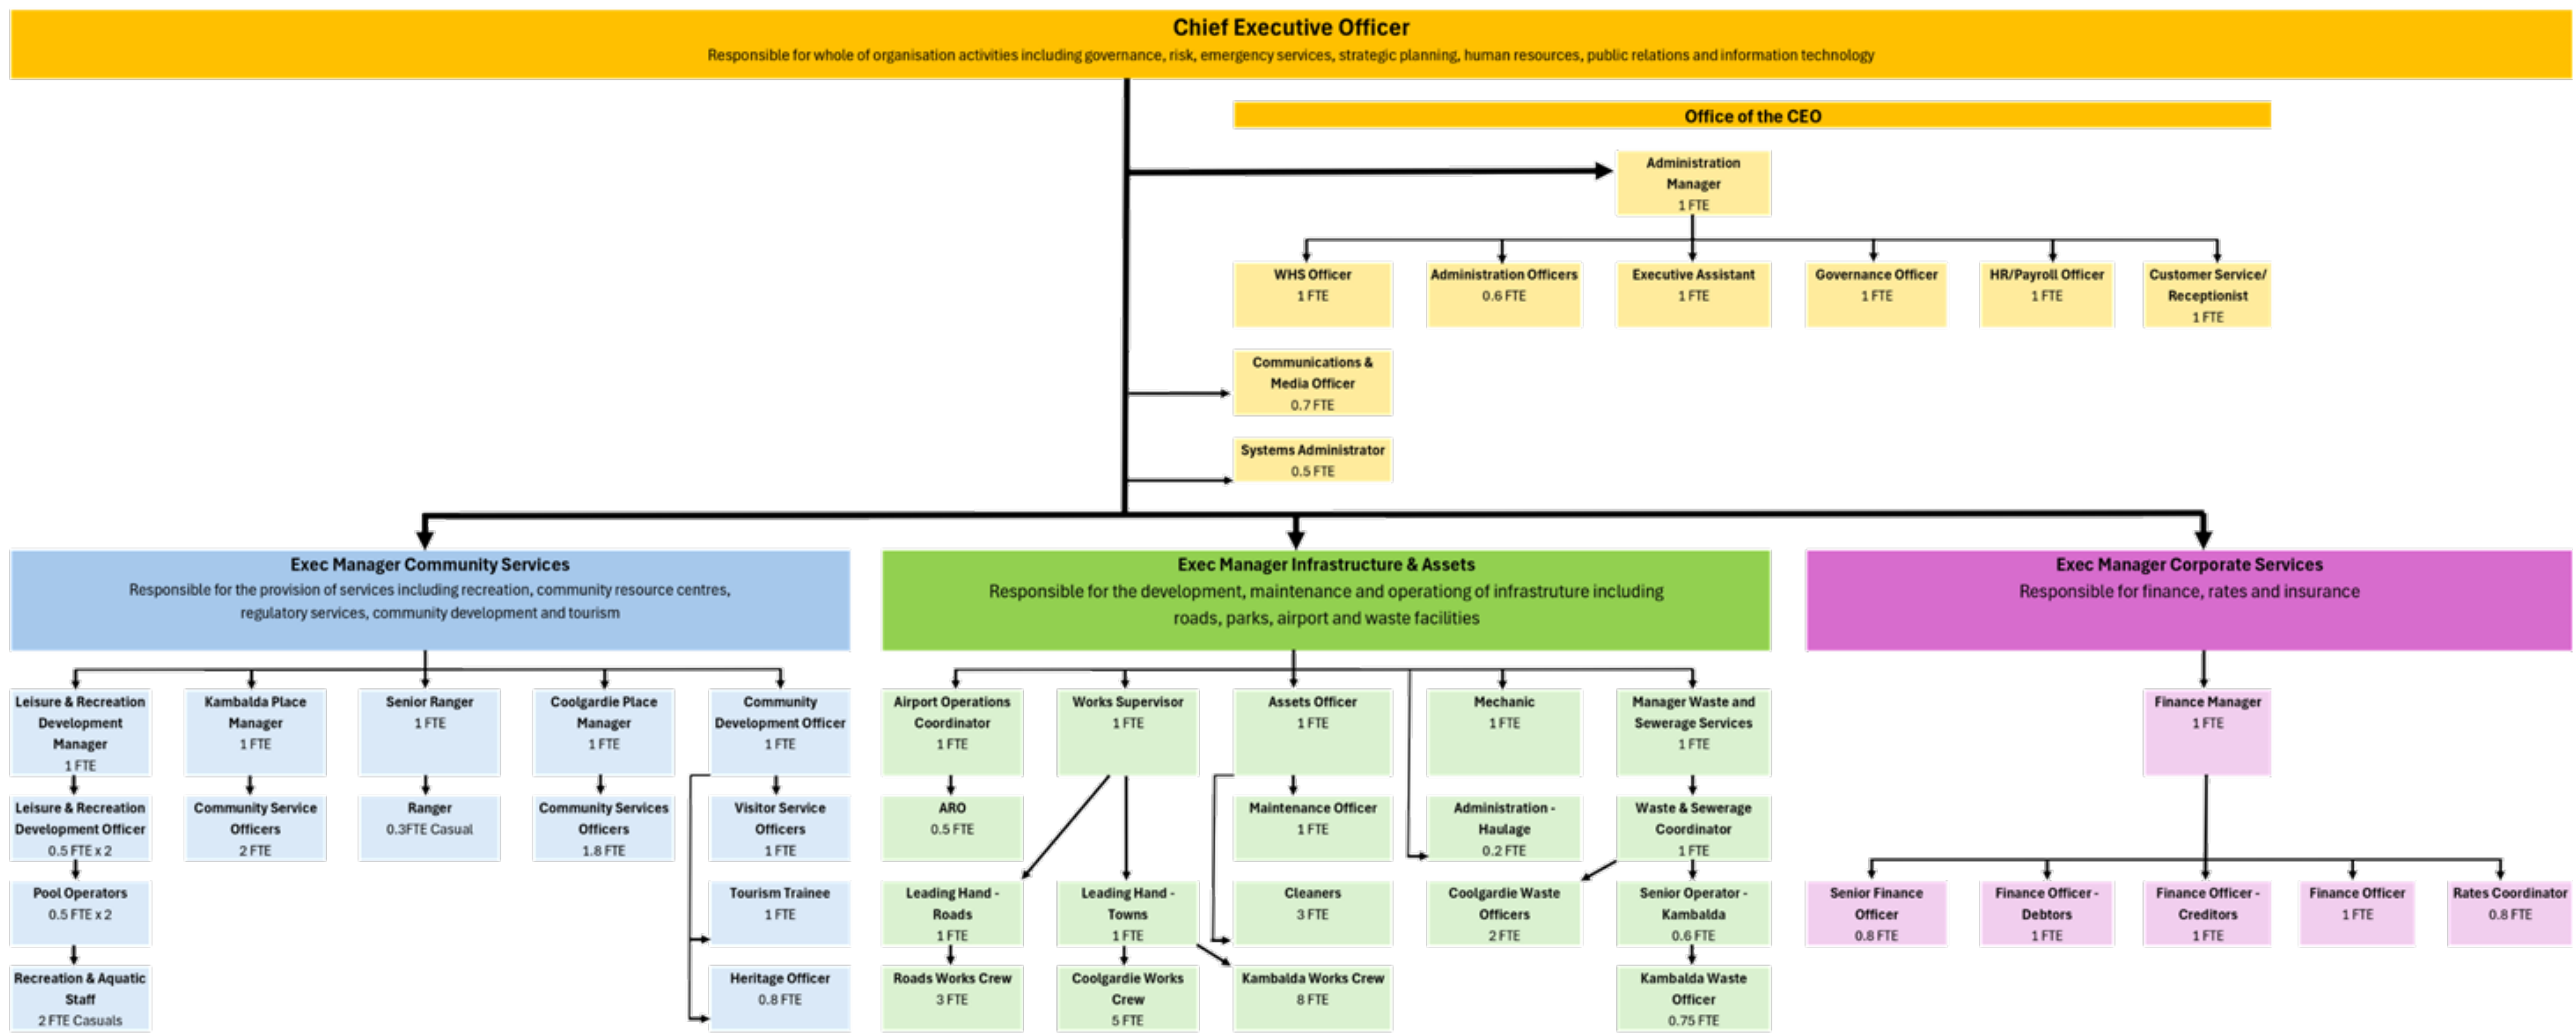 Chief Executive Officer
Responsible for whole of organisation activities including governance, risk, emergency services, strategic planning, human resources, public relations and information technology
Office of the CEO
Administration
Manager
1 FTE
WHS Officer
1 FTE
Administration Officers
0.6 FTE
Executive Assistant
1 FTE
Governance Officer
1 FTE
HR/Payroll Officer
1 FTE
Customer Service/
Receptionist
1 FTE
Communications &
Media Officer
0.7 FTE
Systems Administrator
0.5 FTE
Exec Manager Community Services
Responsible for the provision of services including recreation, community resource centres,
regulatory services, community development and tourism
Exec Manager Infrastructure & Assets
Responsible for the development, maintenance and operationg of infrastruture including
roads, parks, airport and waste facilities
Exec Manager Corporate Services
Responsible for finance, rates and insurance
Leisure & Recreation
Development
Manager
1 FTE
Kambalda Place
Manager
1 FTE
Senior Ranger
1 FTE
Coolgardie Place
Manager
1 FTE
Community
Development Officer
1 FTE
Airport Operations
Coordinator
1 FTE
Works Supervisor
1 FTE
Assets Officer
1 FTE
Mechanic
1 FTE
Manager Waste and
Sewerage Services
1 FTE
Finance Manager
1 FTE
Leisure & Recreation
Development Officer
0.5 FTE x 2
Community Service
Officers
2 FTE
Ranger
0.3FTE Casual
Community Services
Officers
1.8 FTE
Visitor Service
Officers
1 FTE
ARO
0.5 FTE
Maintenance Officer
1 FTE
Administration -
Haulage
0.2 FTE
Waste & Sewerage
Coordinator
1 FTE
Pool Operators
0.5 FTE x 2
Tourism Trainee
1 FTE
Leading Hand -
Roads
1 FTE
Leading Hand -
Towns
1 FTE
Cleaners
3 FTE
Coolgardie Waste
Officers
2 FTE
Senior Operator -
Kambalda
0.6 FTE
Senior Finance
Officer
0.8 FTE
Finance Officer -
Debtors
1 FTE
Finance Officer -
Creditors
1 FTE
Finance Officer
1 FTE
Rates Coordinator
0.8 FTE
Recreation & Aquatic
Staff
2 FTE Casuals
Heritage Officer
0.8 FTE
Roads Works Crew
3 FTE
Coolgardie Works
Crew
5 FTE
Kambalda Works Crew
8 FTE
Kambalda Waste
Officer
0.75 FTE